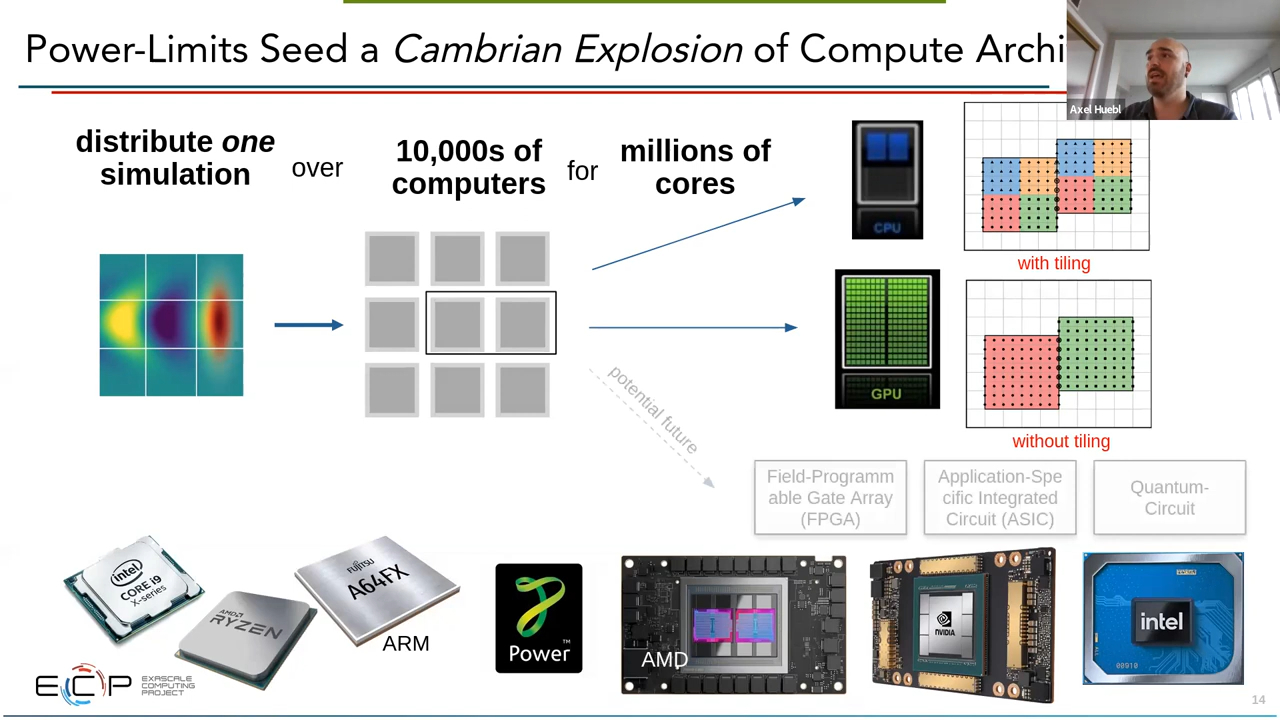 Power-Limits Seed a Cambrian Explosion of Compute Archi
Axel Huebl
distribute one
simulation
over
10,000s of
computers
for
millions of
cores
CPU
with tiling
GPU
without tiling
potential future
Field-Programm
able Gate Array
(FPGA)
Application-Spe
cific Integrated
Circuit (ASIC)
Quantum-
Circuit
intel
CORE i9
X-series
AMD
RYZEN
FUJITSU
A64FX
ARM
Power™
AMD
NVIDIA
intel
ECP
EXASCALE
COMPUTING
PROJECT
14